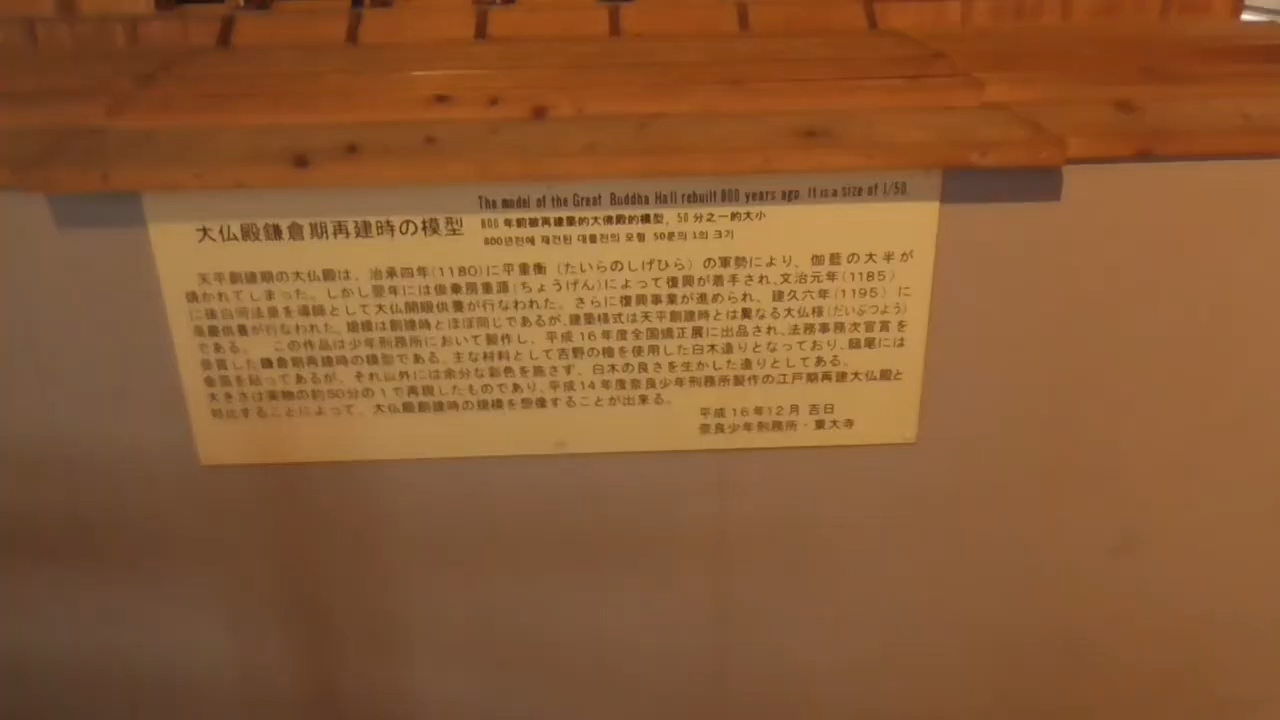 The model of the Great Buddha Hall rebuilt 800 years ago. It is a size of 1/50.
大仏殿鎌倉期再建時の模型
800年前被再建築的大佛殿的模型, 50分之一的大小
800년전에 재건된 대불전의 모형 50분의 1의 크기
天平創建期の大仏殿は、治承四年(1180)に平重衡(たいらのしげひら)の軍勢により、伽藍の大半が
焼かれてしまった。しかし翌年には俊乗房重源(ちょうげん)によって復興が着手され、文治元年(1185)
に後白河法皇を導師として大仏開眼供養が行なわれた。さらに復興事業が進められ、建久六年(1195)に
落慶供養が行なわれた。規模は創建時とほぼ同じであるが、建築様式は天平創建時とは異なる大仏様(だいぶつよう)
である。 この作品は少年刑務所において製作し、平成16年度全国矯正展に出品され、法務事務次官賞を
受賞した鎌倉期再建時の模型である。主な材料として吉野の檜を使用した白木造りとなっており、鴟尾には
金箔を貼ってあるが、それ以外には余分な彩色を施さず、白木の良さを生かした造りとしてある。
大きさは実物の約50分の1で再現したものであり、平成14年度奈良少年刑務所製作の江戸期再建大仏殿と
対比することによって、大仏殿創建時の規模を想像することが出来る。
平成16年12月 吉日
奈良少年刑務所・東大寺